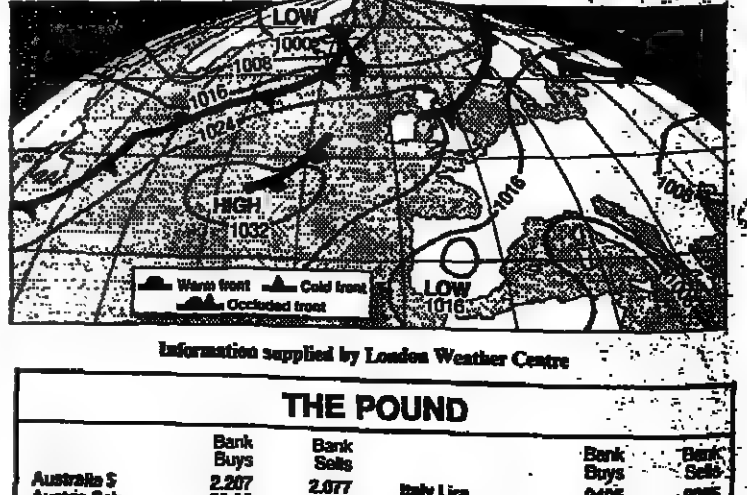 LOW
1000
1008
1016
1024
HIGH
1032
1016
1008
LOW
1016
Warm front Cold front
Occluded front
Information supplied by London Weather Centre
THE POUND
Bank Buys Bank Sells Bank Buys Bank Sells
Australia $ 2.207 2.077 Italy Lira